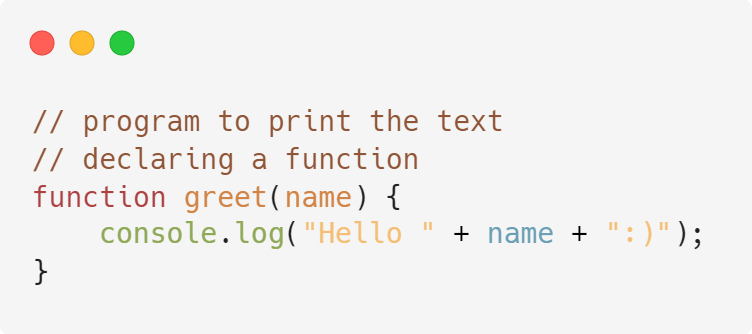 // program to print the text
// declaring a function
function greet(name) {
    console.log("Hello " + name + ":)");
}